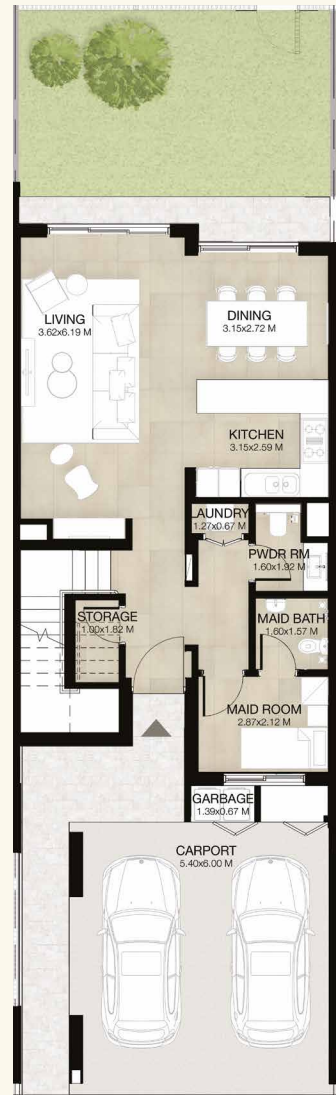 LIVING
3.62x6.19 M
DINING
3.15x2.72 M
KITCHEN
3.15x2.59 M
LAUNDRY
1.27x0.67 M
PWDR RM
1.60x1.92 M
STORAGE
1.00x1.82 M
MAID BATH
1.60x1.57 M
MAID ROOM
2.87x2.12 M
GARBAGE
1.39x0.67 M
CARPORT
5.40x6.00 M